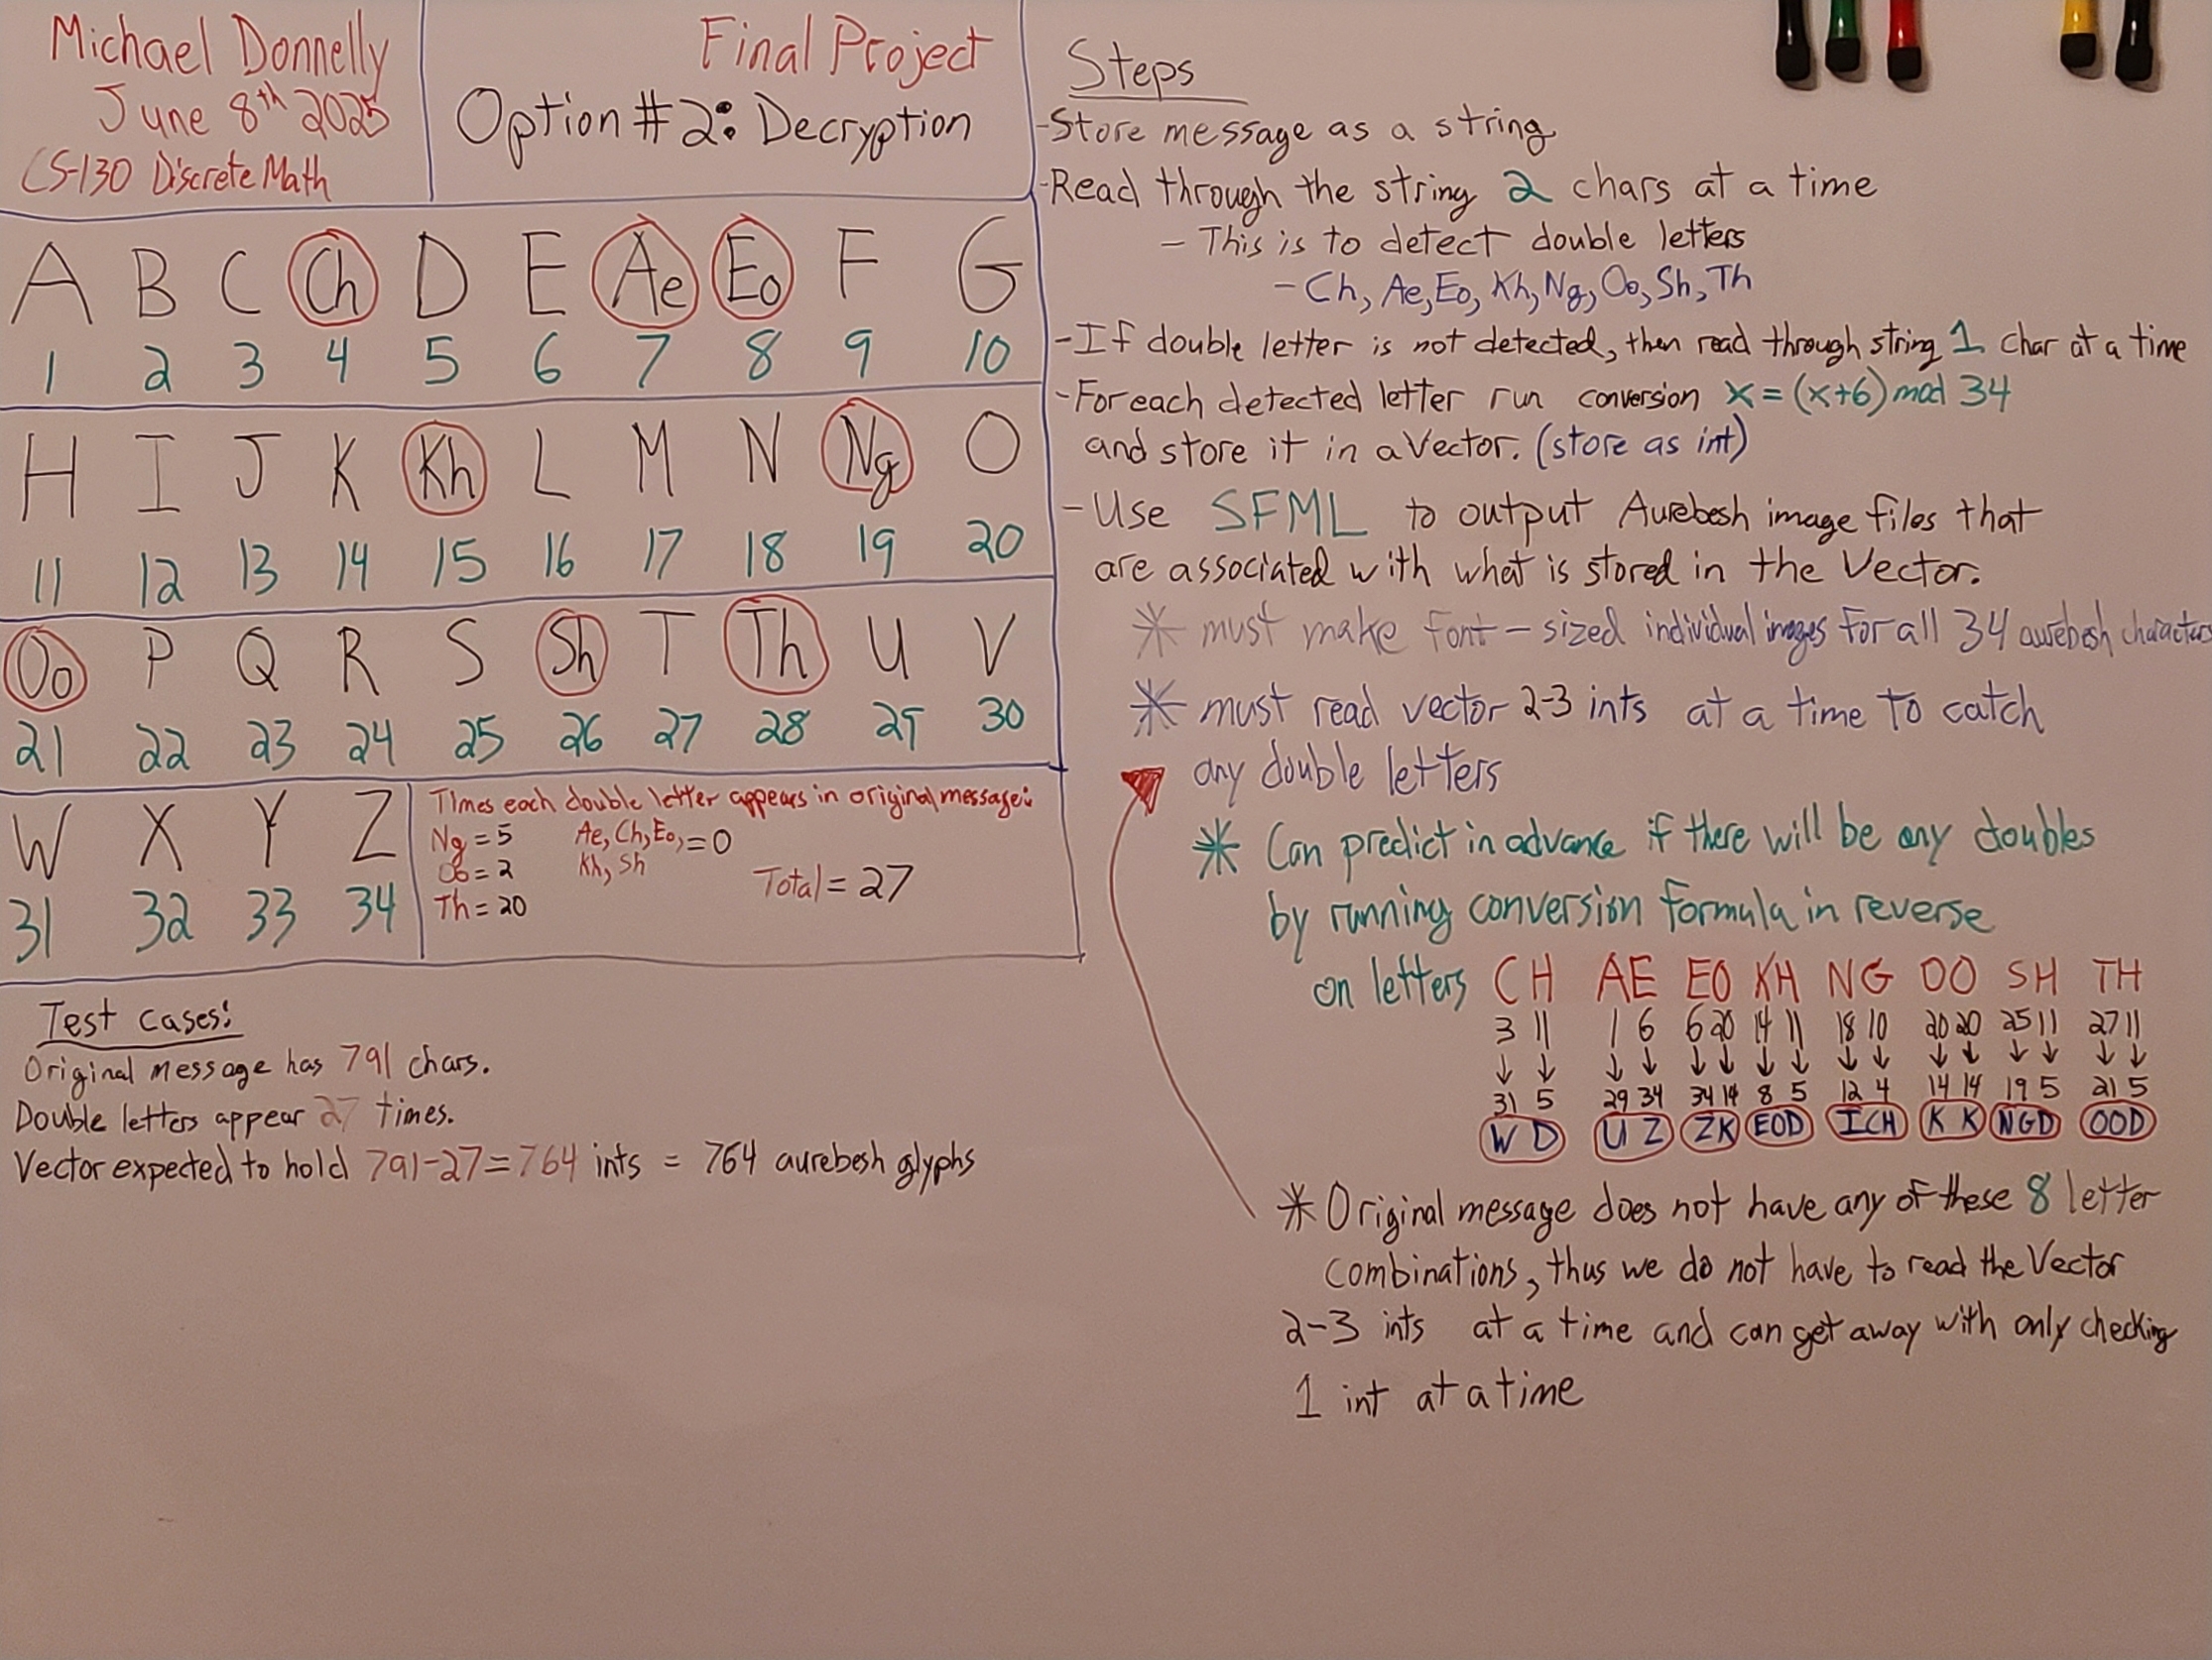 Michael Donnelly
June 8th 2025
CS-130 Discrete Math
Final Project
Option #2: Decryption
A B C Ch D E Ae Eo F G
1 2 3 4 5 6 7 8 9 10
H I J K Kh L M N Ng O
11 12 13 14 15 16 17 18 19 20
Oo P Q R S Sh T Th U V
21 22 23 24 25 26 27 28 29 30
W X Y Z
31 32 33 34
Times each double letter appears in original message:
Ng = 5 Ae, Ch, Eo, = 0
Oo = 2 Kh, Sh
Th = 20 Total = 27
Test cases:
Original message has 791 chars.
Double letters appear 27 times.
Vector expected to hold 791-27 = 764 ints = 764 aurebesh glyphs
Steps
-Store message as a string
-Read through the string 2 chars at a time
- This is to detect double letters
- Ch, Ae, Eo, Kh, Ng, Oo, Sh, Th
-If double letter is not detected, then read through string 1 char at a time
-For each detected letter run conversion x = (x+6) mod 34
and store it in a Vector. (store as int)
- Use SFML to output Aurebesh image files that
are associated with what is stored in the Vector.
* must make font-sized individual images for all 34 aurebesh characters
* must read vector 2-3 ints at a time to catch
any double letters
* Can predict in advance if there will be any doubles
by running conversion formula in reverse
on letters CH AE EO KH NG OO SH TH
3 11 1 6 6 20 14 11 18 10 20 20 25 11 27 11
↓ ↓ ↓ ↓ ↓ ↓ ↓ ↓ ↓ ↓ ↓ ↓ ↓ ↓ ↓ ↓
31 5 29 34 34 14 8 5 12 4 14 14 19 5 21 5
W D U Z ZK EOD ICH K K NGD OOD
* Original message does not have any of these 8 letter
combinations, thus we do not have to read the Vector
2-3 ints at a time and can get away with only checking
1 int at a time